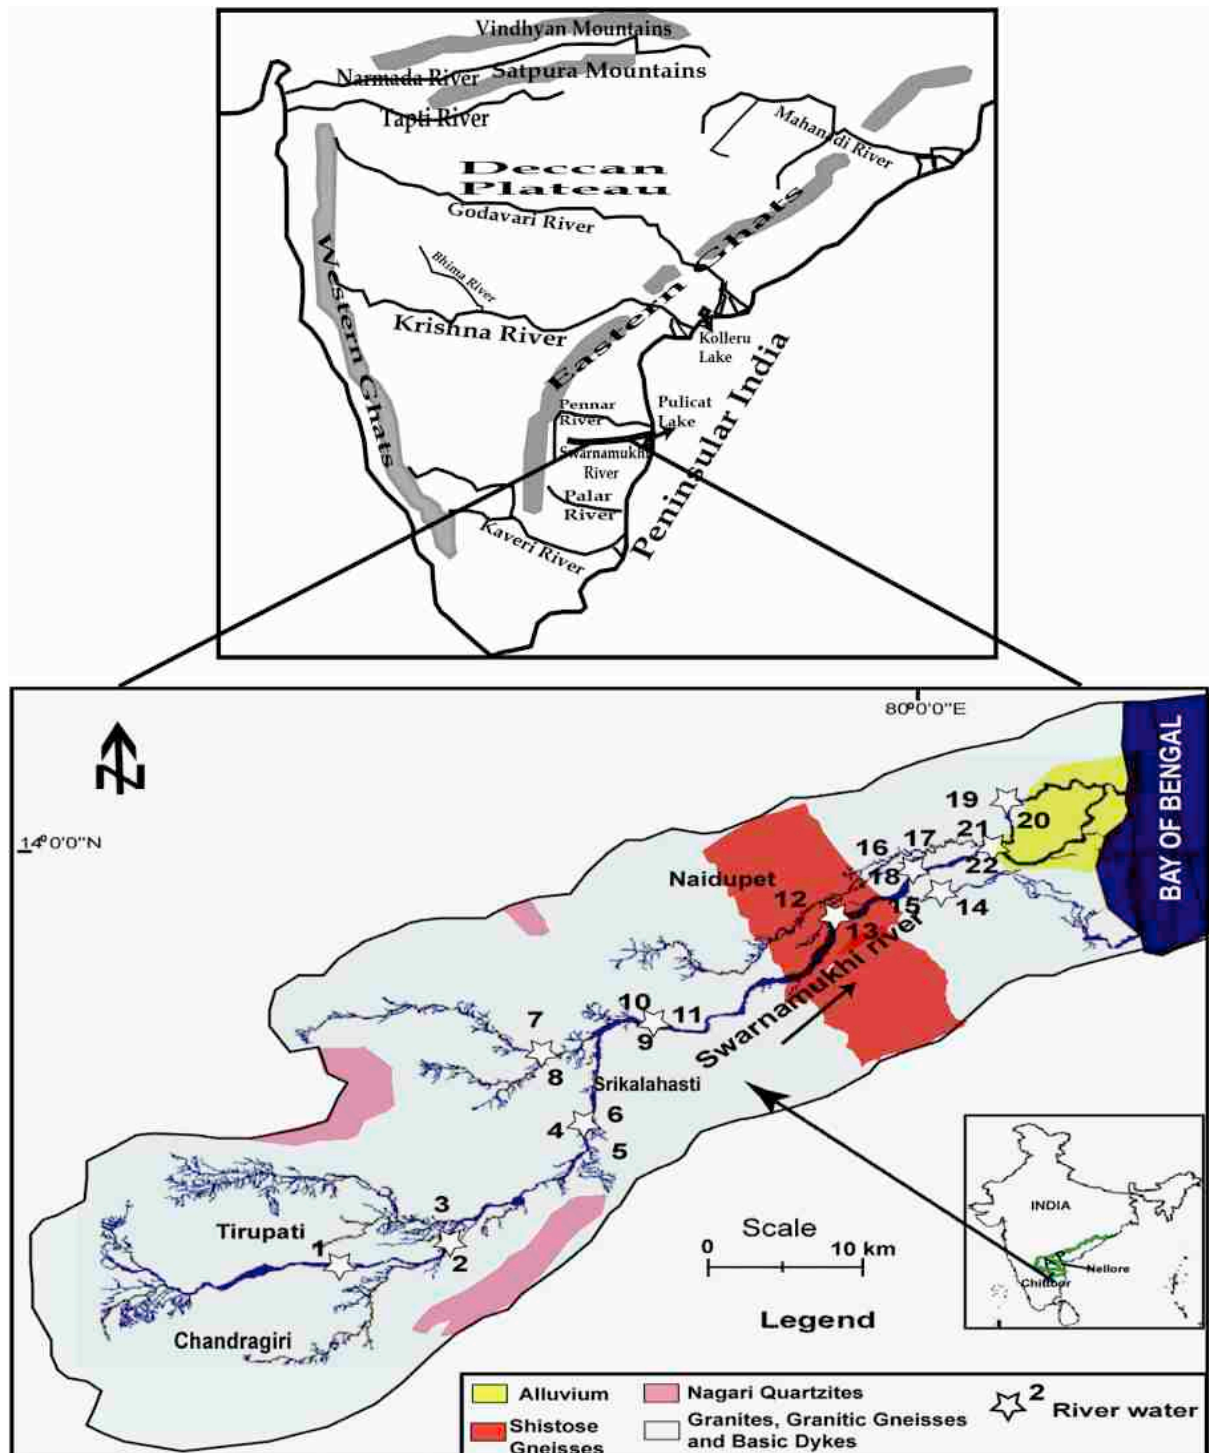 Vindhyan Mountains
Satpura Mountains
Narmada River
Tapti River
Mahanadi River
Deccan
Plateau
Godavari River
Bhima River
Krishna River
Western Ghats
Eastern Ghats
Kolleru
Lake
Peninsular India
Pennar
River
Pulicat
Lake
Swarnamukhi
River
Palar
River
Kaveri River
80°0'0"E
14°0'0"N
N
BAY OF BENGAL
19
20
21
17
16
22
18
Naidupet
12
15
14
13
Swarnamukhi river
10
11
9
7
8
Srikalahasti
6
4
5
3
Tirupati
1
2
Chandragiri
Scale
0
10 km
INDIA
Nellore
Chittoor
Legend
Alluvium
Nagari Quartzites
2
River water
Shistose
Gneisses
Granites, Granitic Gneisses
and Basic Dykes